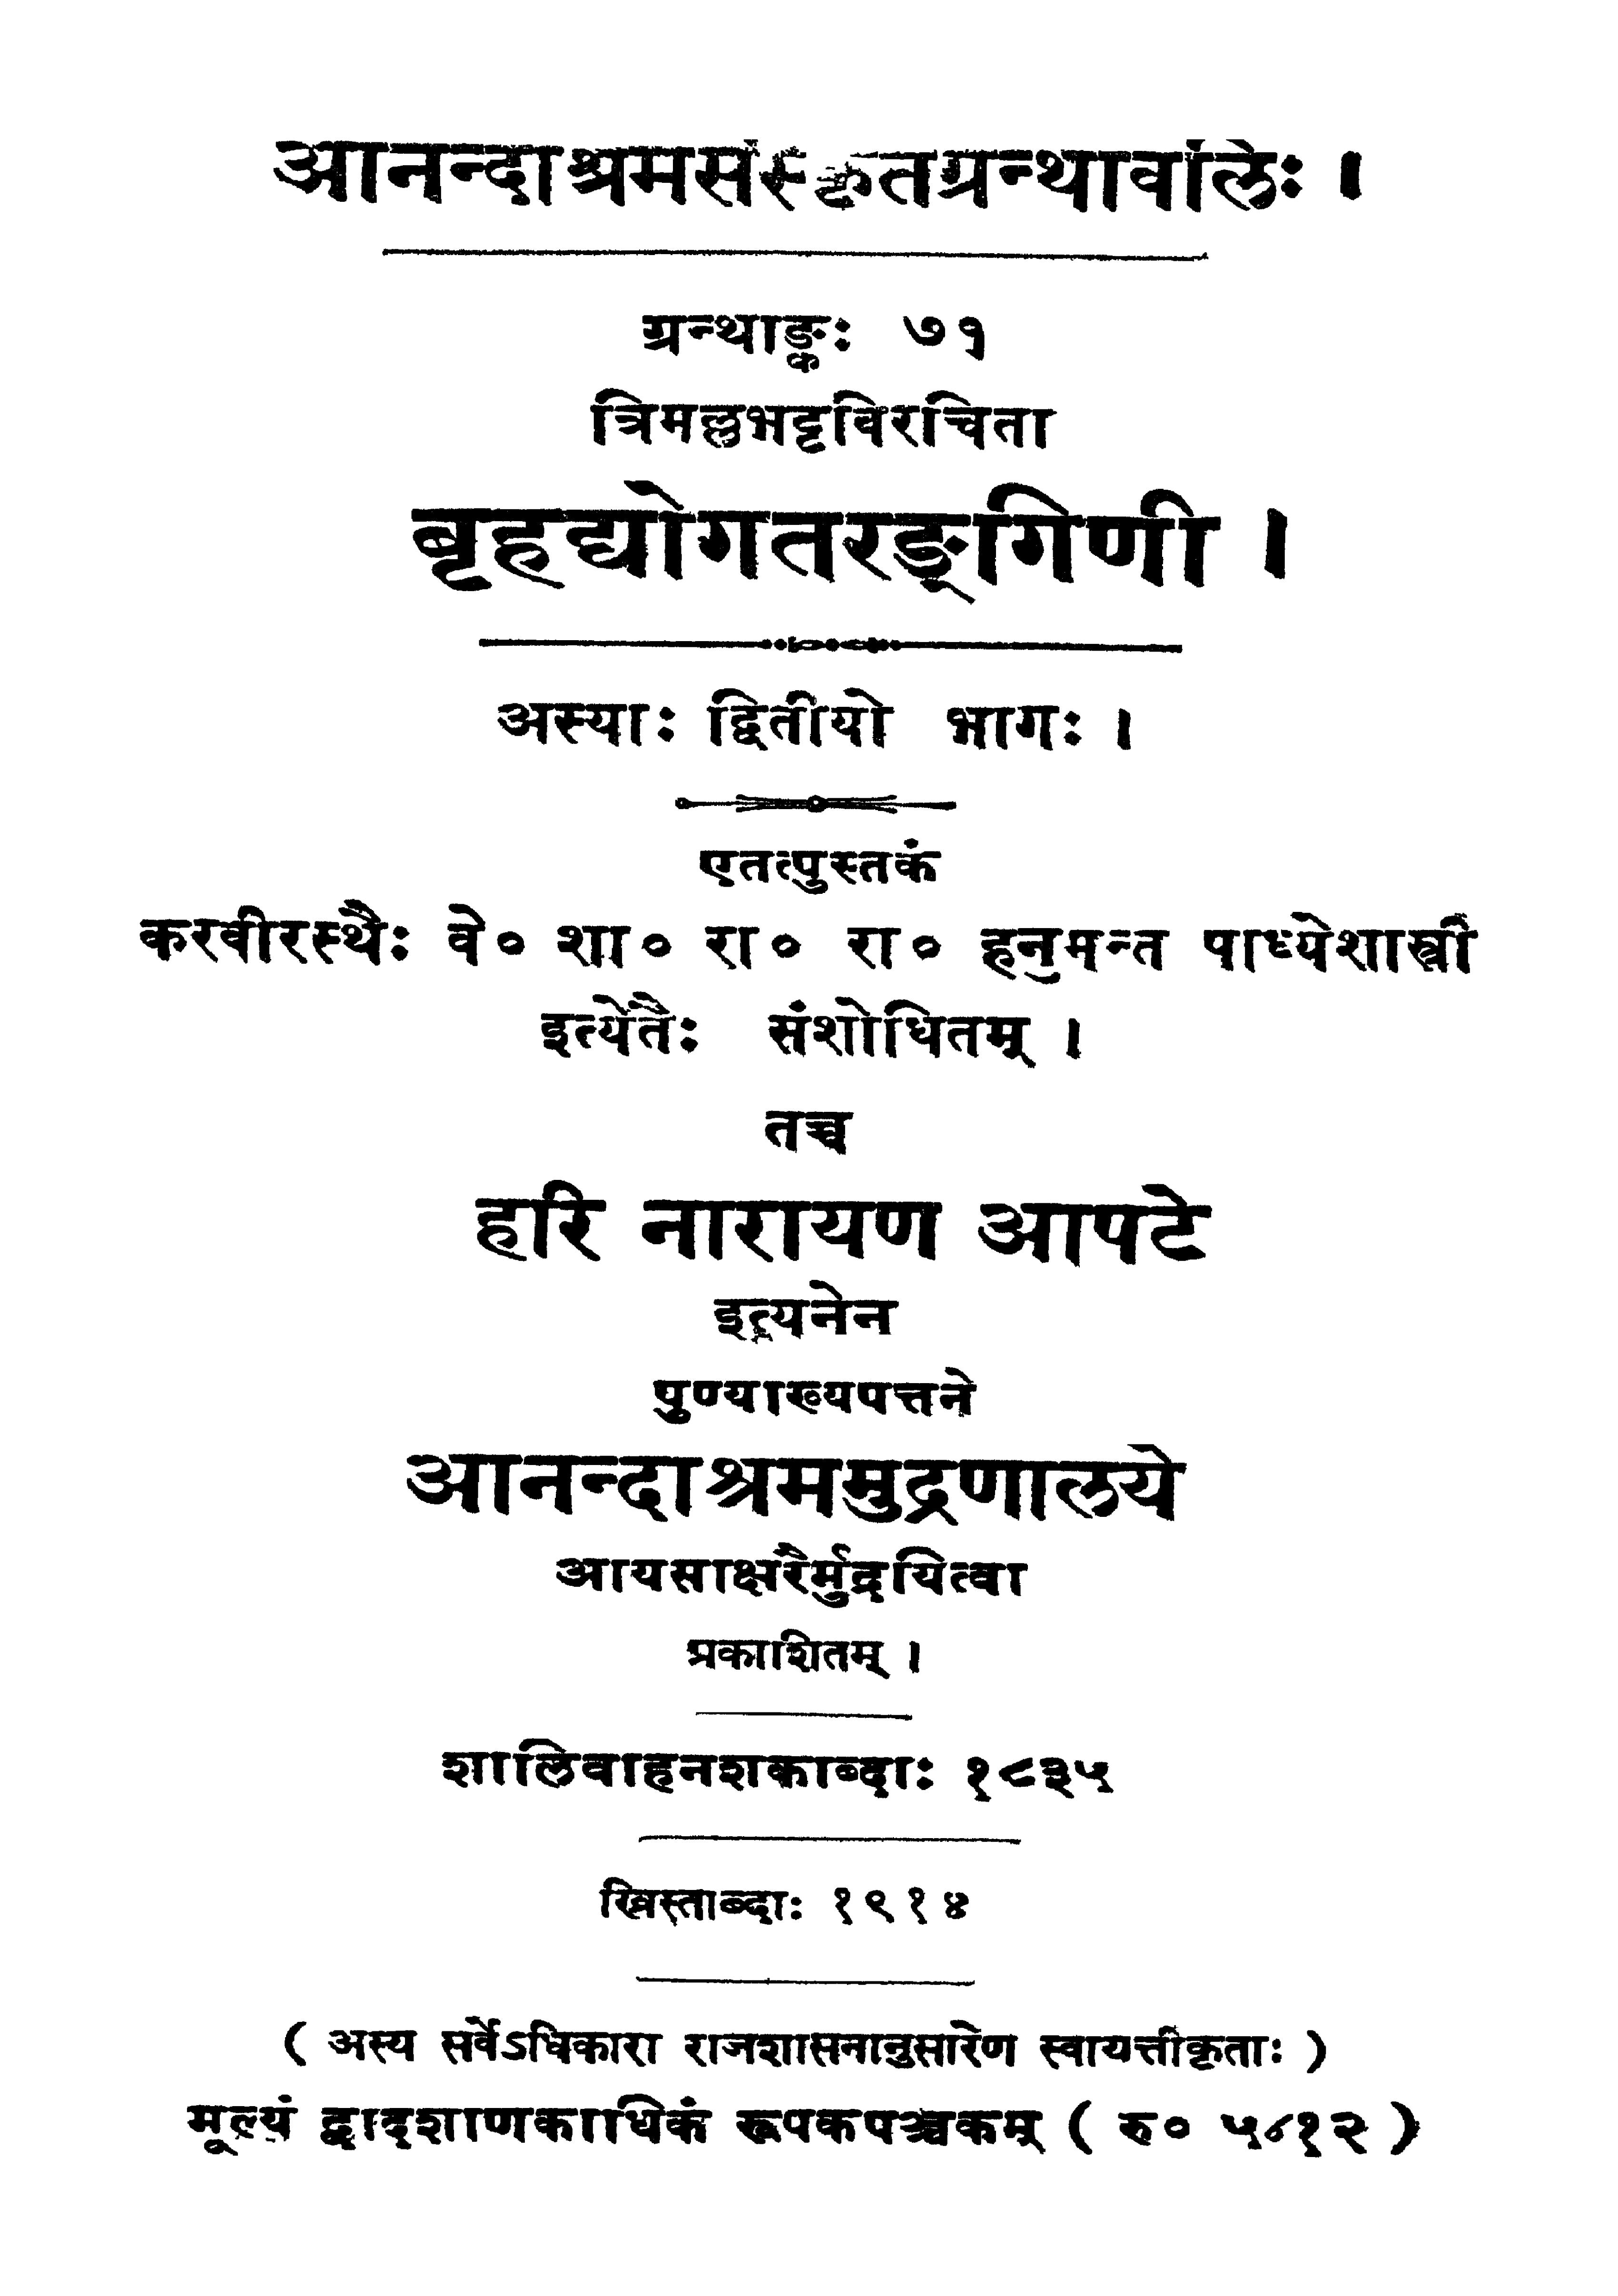 आनन्दाश्रमसंस्कृतग्रन्थावलिः ।
ग्रन्थाङ्कः ७१
त्रिमल्लभट्टविरचिता
बृहद्योगतरङ्गिणी ।
अस्याः द्वितीयो भागः ।
एतत्पुस्तकं
करवीरस्थैः वे० शा० रा० रा० हनुमन्त पाध्येशास्त्री
इत्येतैः संशोधितम् ।
तच्च
हरि नारायण आपटे
इत्यनेन
पुण्याख्यपत्तने
आनन्दाश्रममुद्रणालये
आयसाक्षरैर्मुद्रयित्वा
प्रकाशितम् ।
शालिवाहनशकाब्दाः १८३५
ख्रिस्ताब्दाः १९१४
( अस्य सर्वेऽधिकारा राजशासनानुसारेण स्वायत्तीकृताः )
मूल्यं द्वादशाणकाधिकं रूपकपञ्चकम् ( रु० ५८१२ )